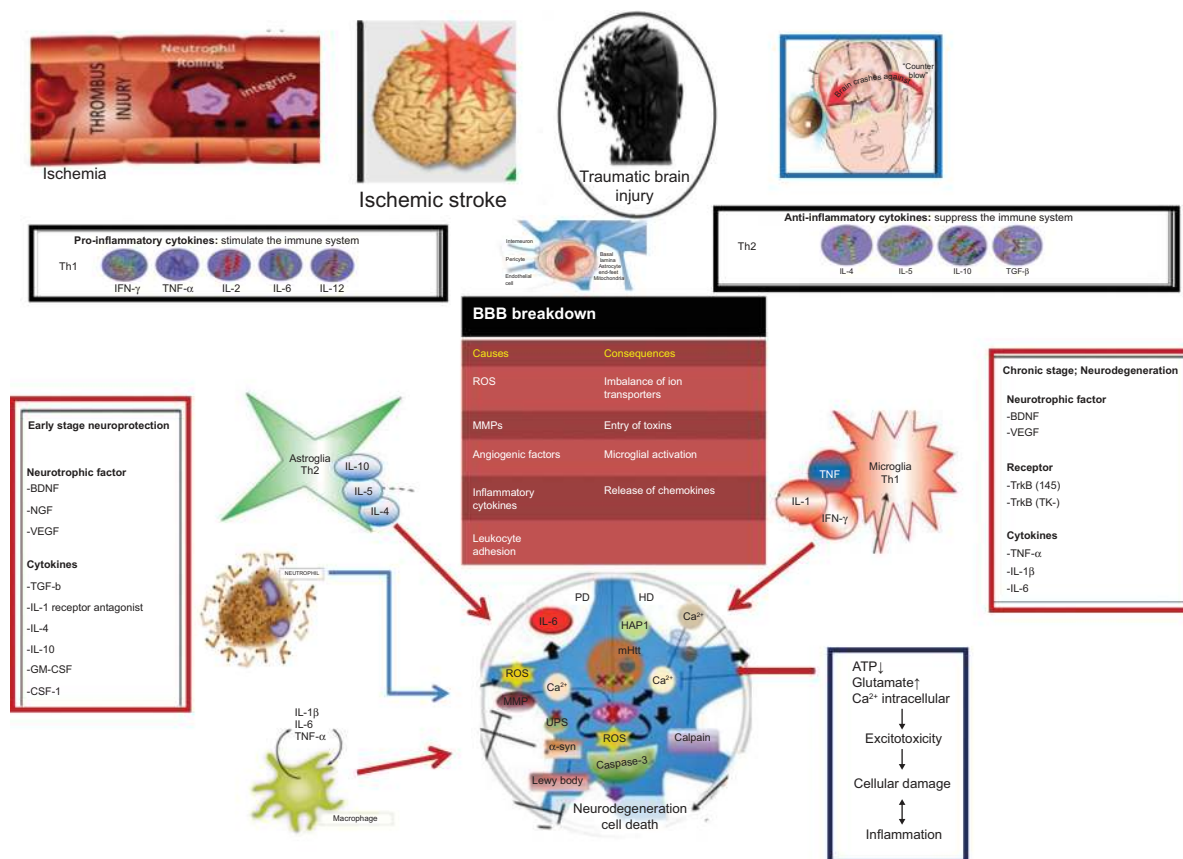 Neutrophil
Rolling
Integrins
THROMBUS
INJURY
Ischemia
Ischemic stroke
Traumatic brain
injury
Brain crashes against
"Counter
blow"
Pro-inflammatory cytokines: stimulate the immune system
Th1
IFN-γ TNF-α IL-2 IL-6 IL-12
Interneuron
Pericyte
Endothelial
cell
Basal
lamina
Astrocyte
end-feet
Mitochondria
Anti-inflammatory cytokines: suppress the immune system
Th2
IL-4 IL-5 IL-10 TGF-β
BBB breakdown
Causes Consequences
ROS Imbalance of ion
transporters
MMPs Entry of toxins
Angiogenic factors Microglial activation
Inflammatory Release of chemokines
cytokines
Leukocyte
adhesion
Early stage neuroprotection
Neurotrophic factor
-BDNF
-NGF
-VEGF
Cytokines
-TGF-b
-IL-1 receptor antagonist
-IL-4
-IL-10
-GM-CSF
-CSF-1
Astroglia
Th2
IL-10
IL-5
IL-4
NEUTROPHIL
IL-1β
IL-6
TNF-α
Macrophage
TNF
Microglia
Th1
IL-1
IFN-γ
Chronic stage; Neurodegeneration
Neurotrophic factor
-BDNF
-VEGF
Receptor
-TrkB (145)
-TrkB (TK-)
Cytokines
-TNF-α
-IL-1β
-IL-6
PD HD
IL-6
HAP1
Ca²⁺
mHtt
ROS
Ca²⁺
Ca²⁺
MMP
UPS
ROS
α-syn
Calpain
Caspase-3
Lewy body
Neurodegeneration
cell death
ATP↓
Glutamate↑
Ca²⁺ intracellular
Excitotoxicity
Cellular damage
Inflammation